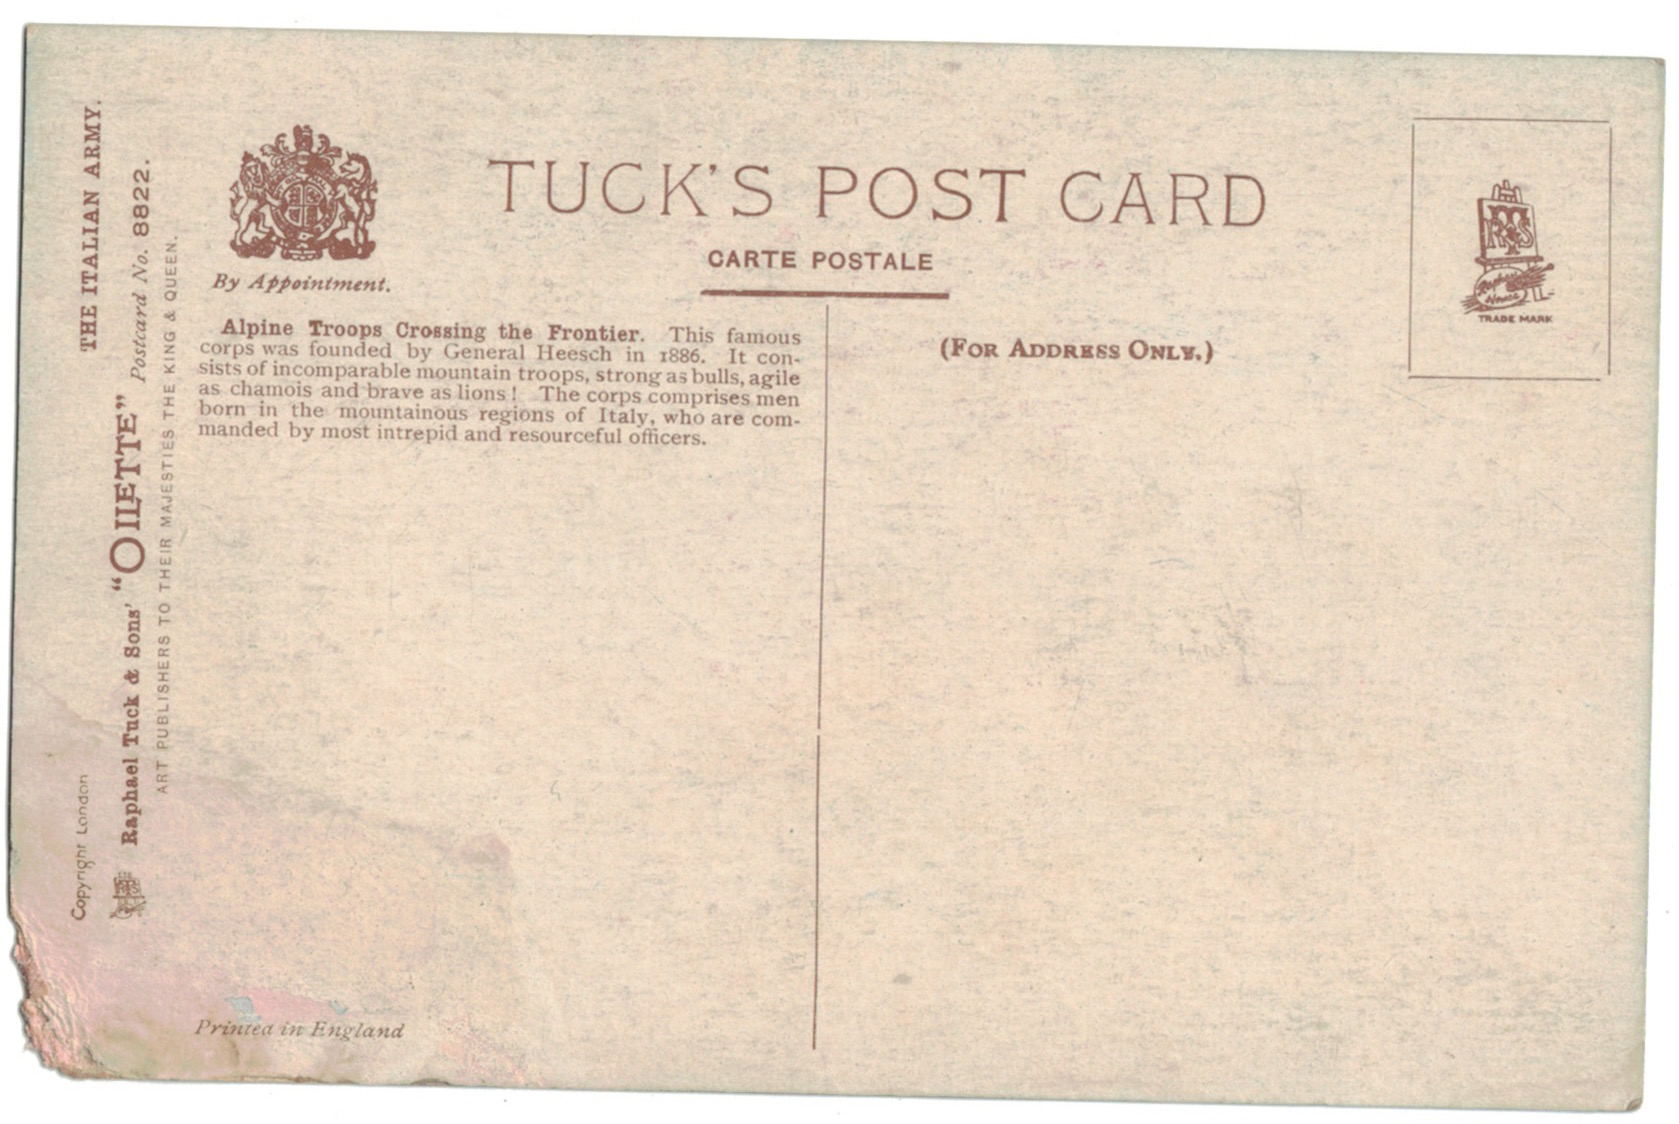 THE ITALIAN ARMY.
Raphael Tuck & Sons' "OILETTE" Postcard No. 8822.
ART PUBLISHERS TO THEIR MAJESTIES THE KING & QUEEN.
Copyright London
By Appointment.
TUCK'S POST CARD
CARTE POSTALE
Alpine Troops Crossing the Frontier. This famous
corps was founded by General Heesch in 1886. It con-
sists of incomparable mountain troops, strong as bulls, agile
as chamois and brave as lions! The corps comprises men
born in the mountainous regions of Italy, who are com-
manded by most intrepid and resourceful officers.
(FOR ADDRESS ONLY.)
Raphael
House
TRADE MARK
Printed in England